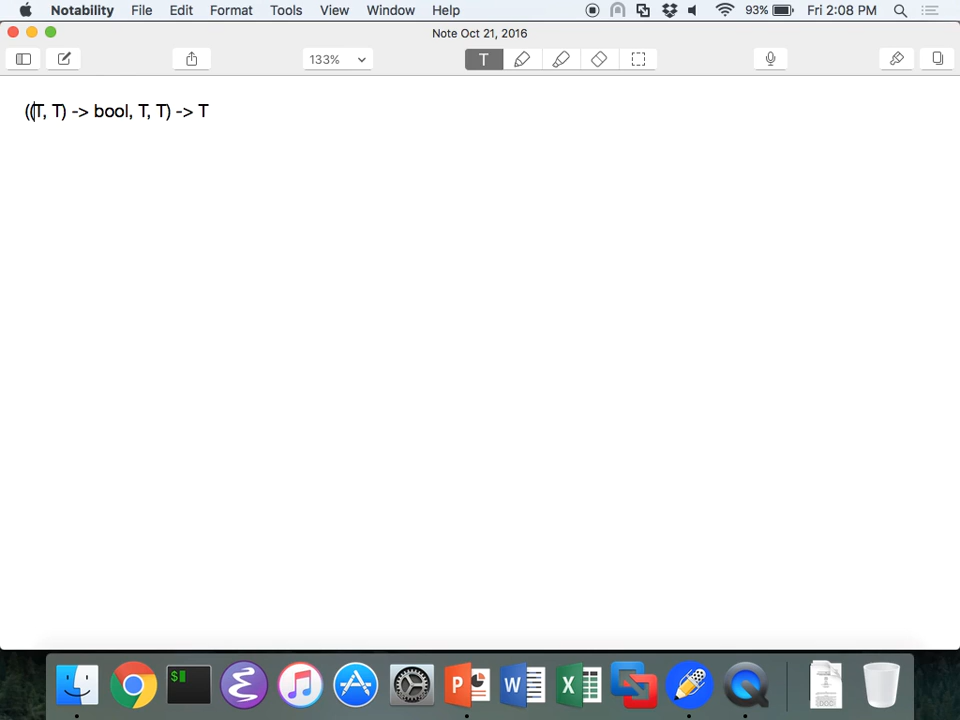 Notability File Edit Format Tools View Window Help 93% Fri 2:08 PM
Note Oct 21, 2016
133% T
((T, T) -> bool, T, T) -> T
$ P W X